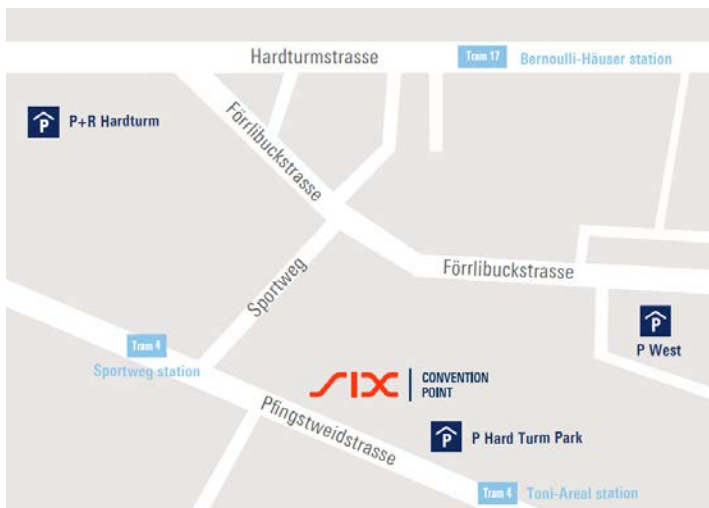 Hardturmstrasse
Tram 17
Bernoulli-Häuser station
P
P+R Hardturm
Förrlibuckstrasse
Sportweg
Förrlibuckstrasse
P
P West
Tram 4
Sportweg station
SIX
CONVENTION
POINT
Pfingstweidstrasse
P
P Hard Turm Park
Tram 4
Toni-Areal station